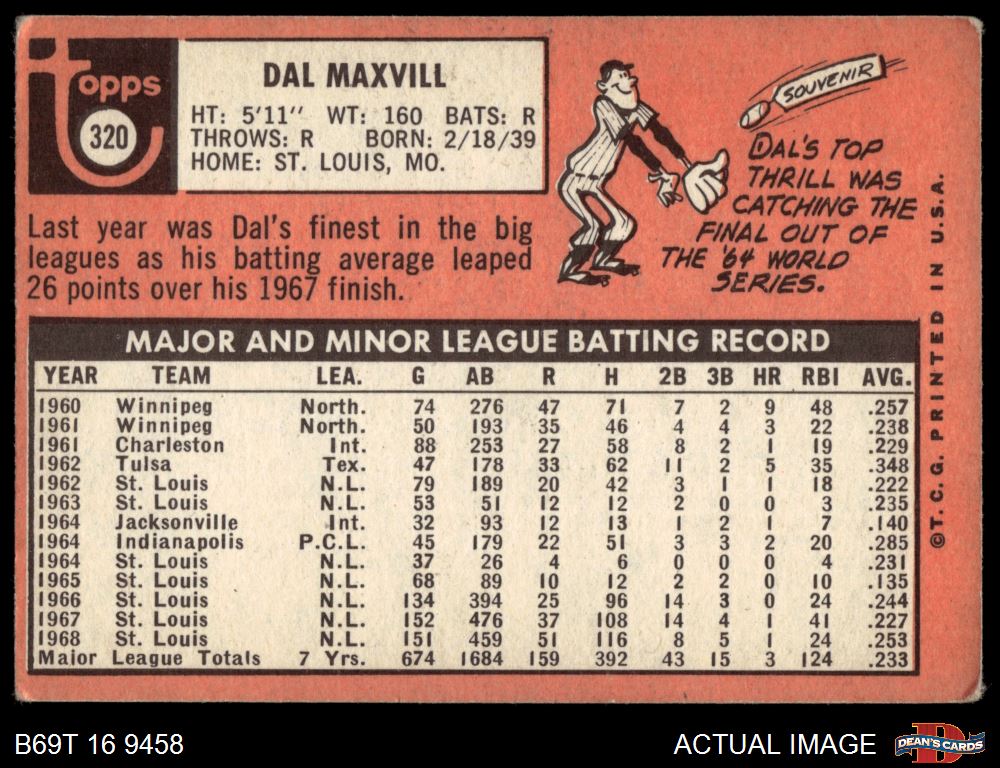 Topps
320
DAL MAXVILL
HT: 5'11" WT: 160 BATS: R
THROWS: R BORN: 2/18/39
HOME: ST. LOUIS, MO.
SOUVENIR
DAL'S TOP
THRILL WAS
CATCHING THE
FINAL OUT OF
THE '64 WORLD
SERIES.
Last year was Dal's finest in the big
leagues as his batting average leaped
26 points over his 1967 finish.
MAJOR AND MINOR LEAGUE BATTING RECORD
YEAR TEAM LEA. G AB R H 2B 3B HR RBI AVG.
1960 Winnipeg North. 74 276 47 71 7 2 9 48 .257
1961 Winnipeg North. 50 193 35 46 4 4 3 22 .238
1961 Charleston Int. 88 253 27 58 8 2 1 19 .229
1962 Tulsa Tex. 47 178 33 62 11 2 5 35 .348
1962 St. Louis N.L. 79 189 20 42 3 1 1 18 .222
1963 St. Louis N.L. 53 51 12 12 2 0 0 3 .235
1964 Jacksonville Int. 32 93 12 13 1 2 1 7 .140
1964 Indianapolis P.C.L. 45 179 22 51 3 3 2 20 .285
1964 St. Louis N.L. 37 26 4 6 0 0 0 4 .231
1965 St. Louis N.L. 68 89 10 12 2 2 0 10 .135
1966 St. Louis N.L. 134 394 25 96 14 3 0 24 .244
1967 St. Louis N.L. 152 476 37 108 14 4 1 41 .227
1968 St. Louis N.L. 151 459 51 116 8 5 1 24 .253
Major League Totals 7 Yrs. 674 1684 159 392 43 15 3 124 .233
©T. C. G. PRINTED IN U.S.A.
B69T 16 9458
ACTUAL IMAGE
D
DEAN'S CARDS